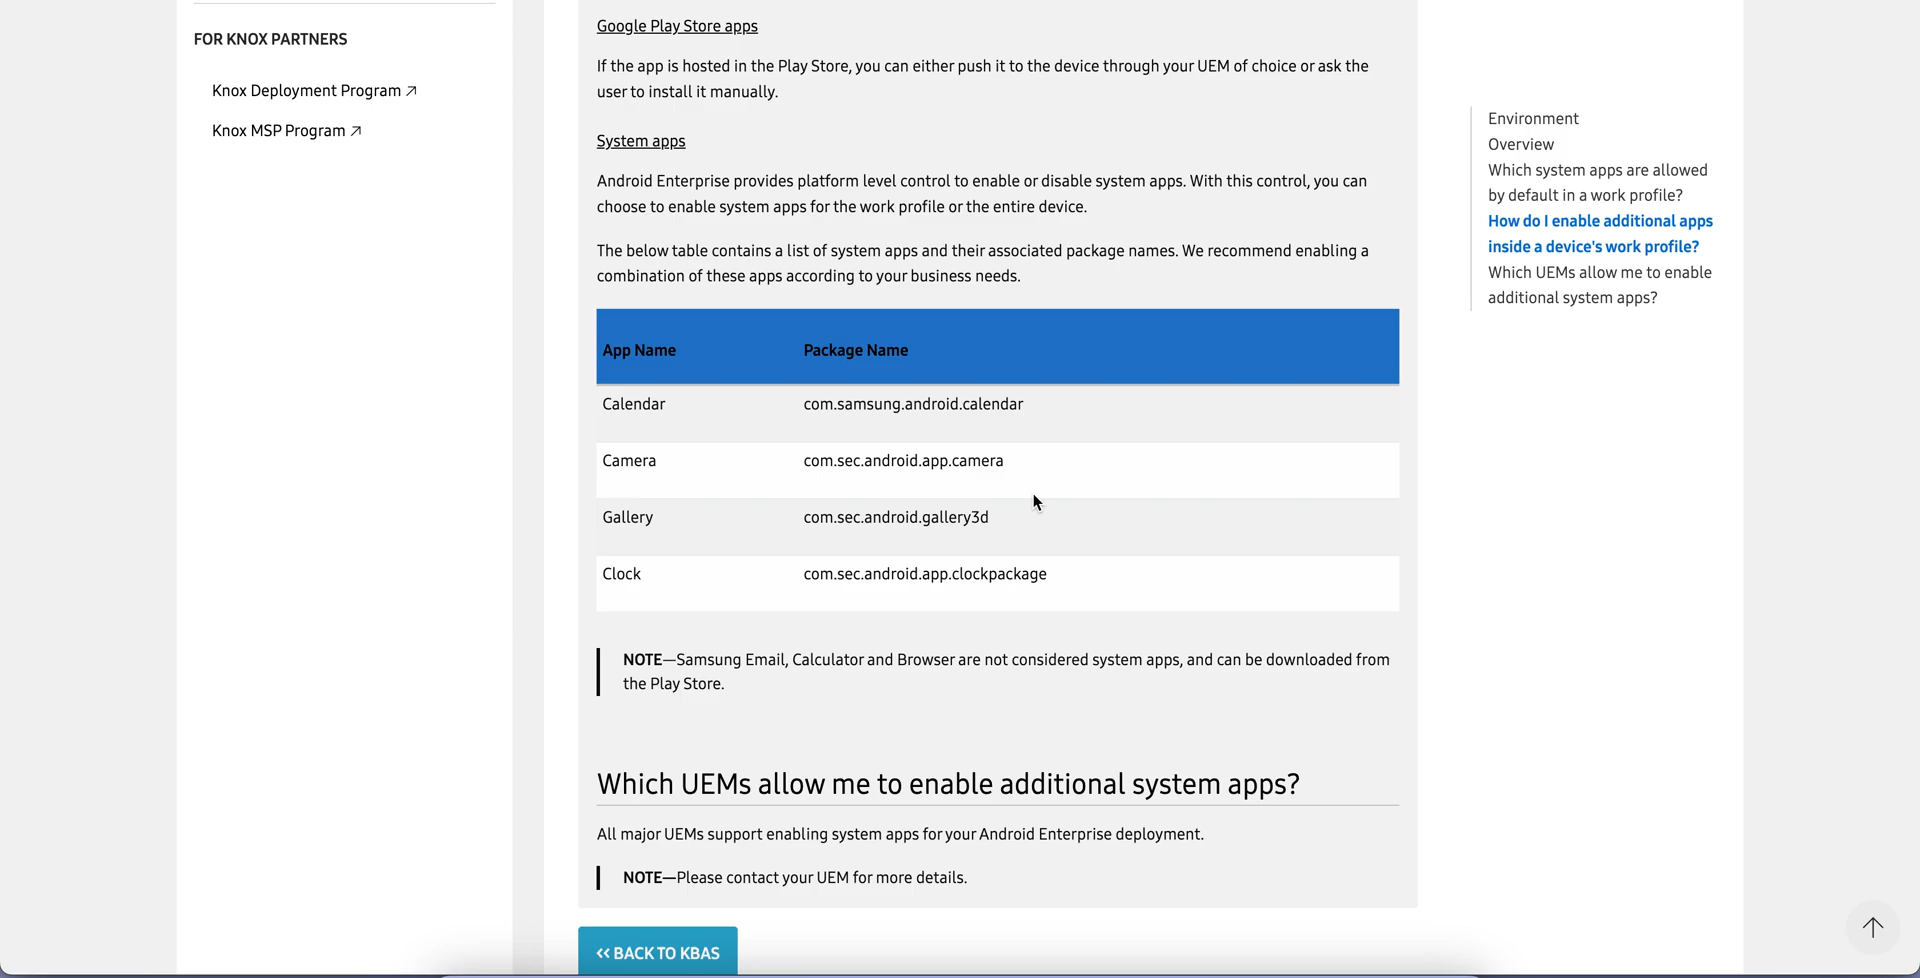 FOR KNOX PARTNERS
Knox Deployment Program
Knox MSP Program
Google Play Store apps
If the app is hosted in the Play Store, you can either push it to the device through your UEM of choice or ask the
user to install it manually.
System apps
Android Enterprise provides platform level control to enable or disable system apps. With this control, you can
choose to enable system apps for the work profile or the entire device.
The below table contains a list of system apps and their associated package names. We recommend enabling a
combination of these apps according to your business needs.
App Name Package Name
Calendar com.samsung.android.calendar
Camera com.sec.android.app.camera
Gallery com.sec.android.gallery3d
Clock com.sec.android.app.clockpackage
NOTE—Samsung Email, Calculator and Browser are not considered system apps, and can be downloaded from
the Play Store.
Which UEMs allow me to enable additional system apps?
All major UEMs support enabling system apps for your Android Enterprise deployment.
NOTE—Please contact your UEM for more details.
<< BACK TO KBAS
Environment
Overview
Which system apps are allowed
by default in a work profile?
How do I enable additional apps
inside a device's work profile?
Which UEMs allow me to enable
additional system apps?